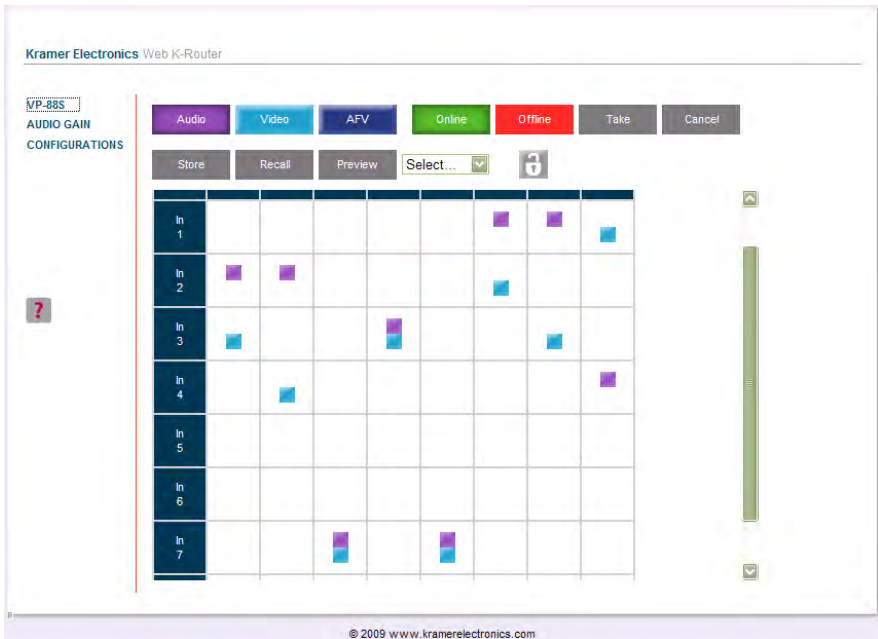 Kramer Electronics Web K-Router
VP-88S
AUDIO GAIN
CONFIGURATIONS
Audio Video AFV Online Offline Take Cancel
Store Recall Preview Select...
In
1
In
2
In
3
In
4
In
5
In
6
In
7
?
© 2009 www.kramerelectronics.com